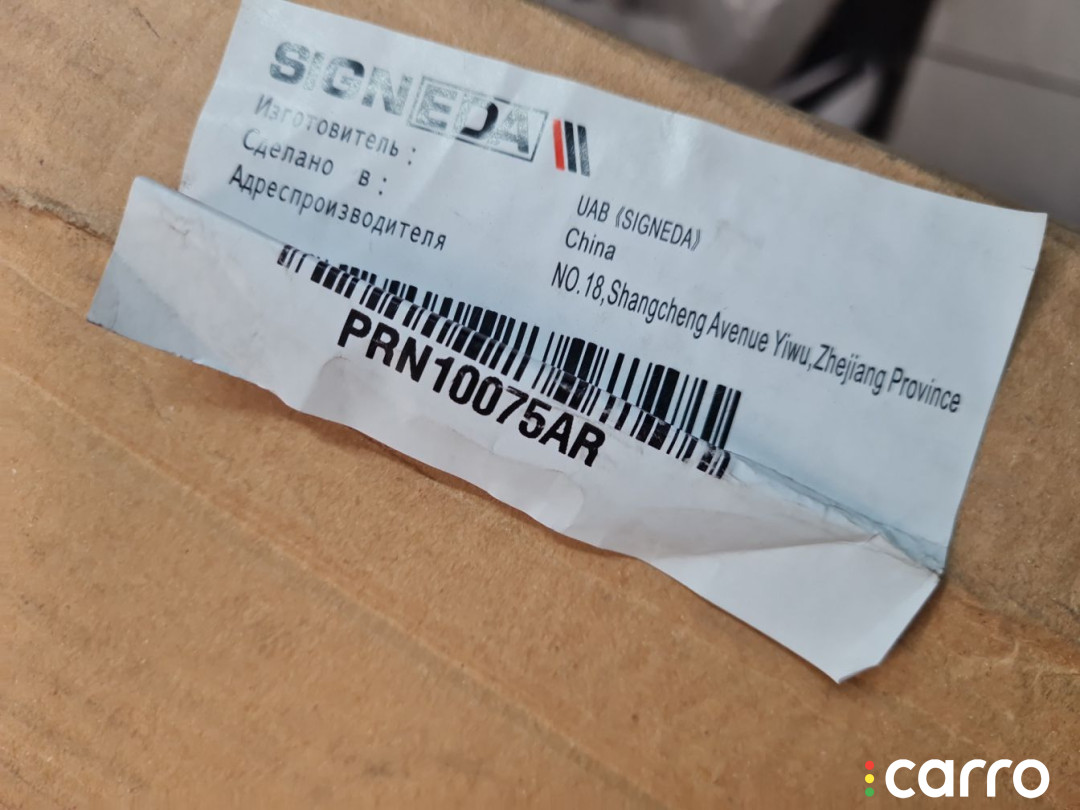 SIGNEDA
Изготовитель : UAB 《SIGNEDA》
Сделано в : China
Адреспроизводителя NO.18,Shangcheng Avenue Yiwu,Zhejiang Province
PRN10075AR
carro